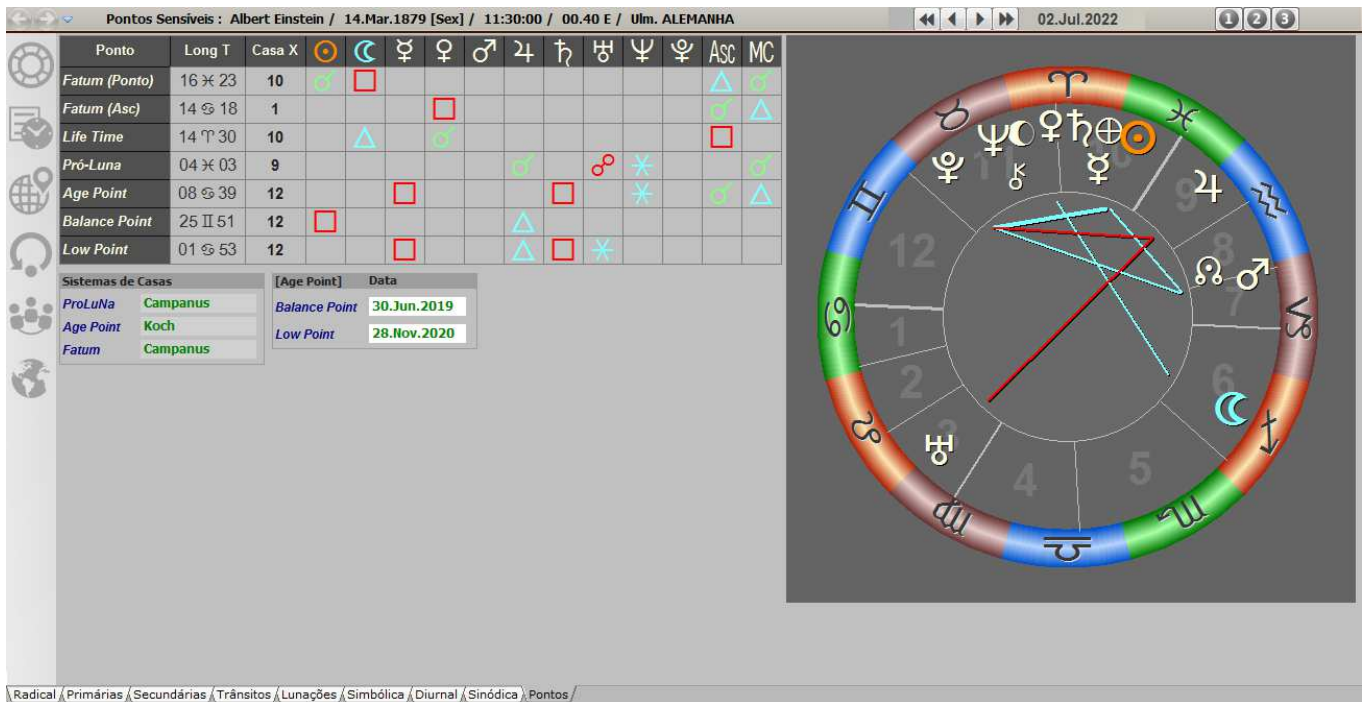 Pontos Sensíveis : Albert Einstein / 14.Mar.1879 [Sex] / 11:30:00 / 00.40 E / Ulm. ALEMANHA 02.Jul.2022 1 2 3
Ponto Long T Casa X ☉ ☾ ☿ ♀ ♂ ♃ ♄ ♅ ♆ ♇ Asc MC
Fatum (Ponto) 16 ♓ 23 10 ☌ □ △ ☌
Fatum (Asc) 14 ♋ 18 1 □ ☌ △
Life Time 14 ♈ 30 10 △ ☌ □
Pró-Luna 04 ♓ 03 9 ☌ ☍ ⚹ ☌
Age Point 08 ♋ 39 12 □ □ ⚹ ☌ △
Balance Point 25 ♊ 51 12 □ △
Low Point 01 ♋ 53 12 □ △ □ ⚹
Sistemas de Casas
ProLuNa Campanus
Age Point Koch
Fatum Campanus
[Age Point] Data
Balance Point 30.Jun.2019
Low Point 28.Nov.2020
11 10
9
12 8
7
1
2 6
3
4 5
Radical Primárias Secundárias Trânsitos Lunações Simbólica Diurnal Sinódica Pontos